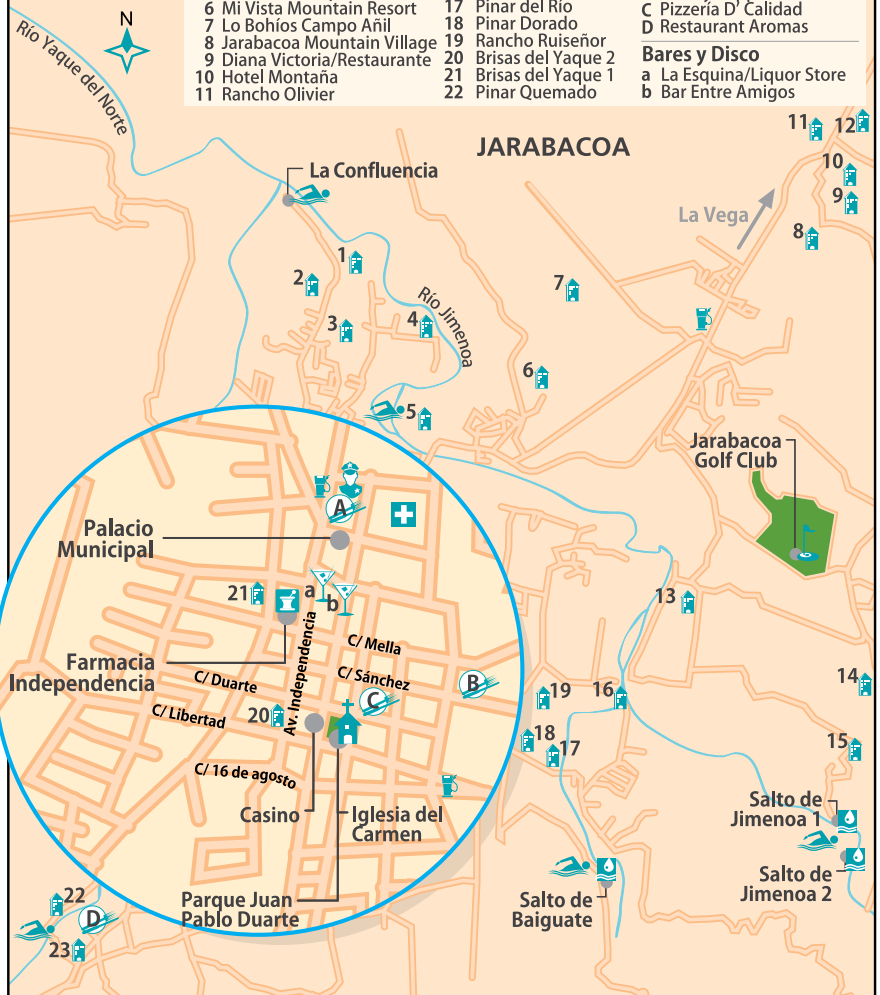 6 Mi Vista Mountain Resort
7 Lo Bohíos Campo Añil
8 Jarabacoa Mountain Village
9 Diana Victoria/Restaurante
10 Hotel Montaña
11 Rancho Olivier
17 Pinar del Río
18 Pinar Dorado
19 Rancho Ruiseñor
20 Brisas del Yaque 2
21 Brisas del Yaque 1
22 Pinar Quemado
C Pizzería D' Calidad
D Restaurant Aromas
Bares y Disco
a La Esquina/Liquor Store
b Bar Entre Amigos
N
Río Yaque del Norte
JARABACOA
La Confluencia
La Vega
11
12
10
9
8
1
2
3
4
Río Jimenoa
7
6
5
Jarabacoa
Golf Club
A
Palacio
Municipal
21
a
b
Farmacia
Independencia
Av. Independencia
C/ Mella
C/ Sánchez
C/ Duarte
C/ Libertad
B
C
20
C/ 16 de agosto
Casino
Iglesia del
Carmen
Parque Juan
Pablo Duarte
13
14
15
16
19
18
17
Salto de
Jimenoa 1
Salto de
Jimenoa 2
Salto de
Baiguate
22
D
23